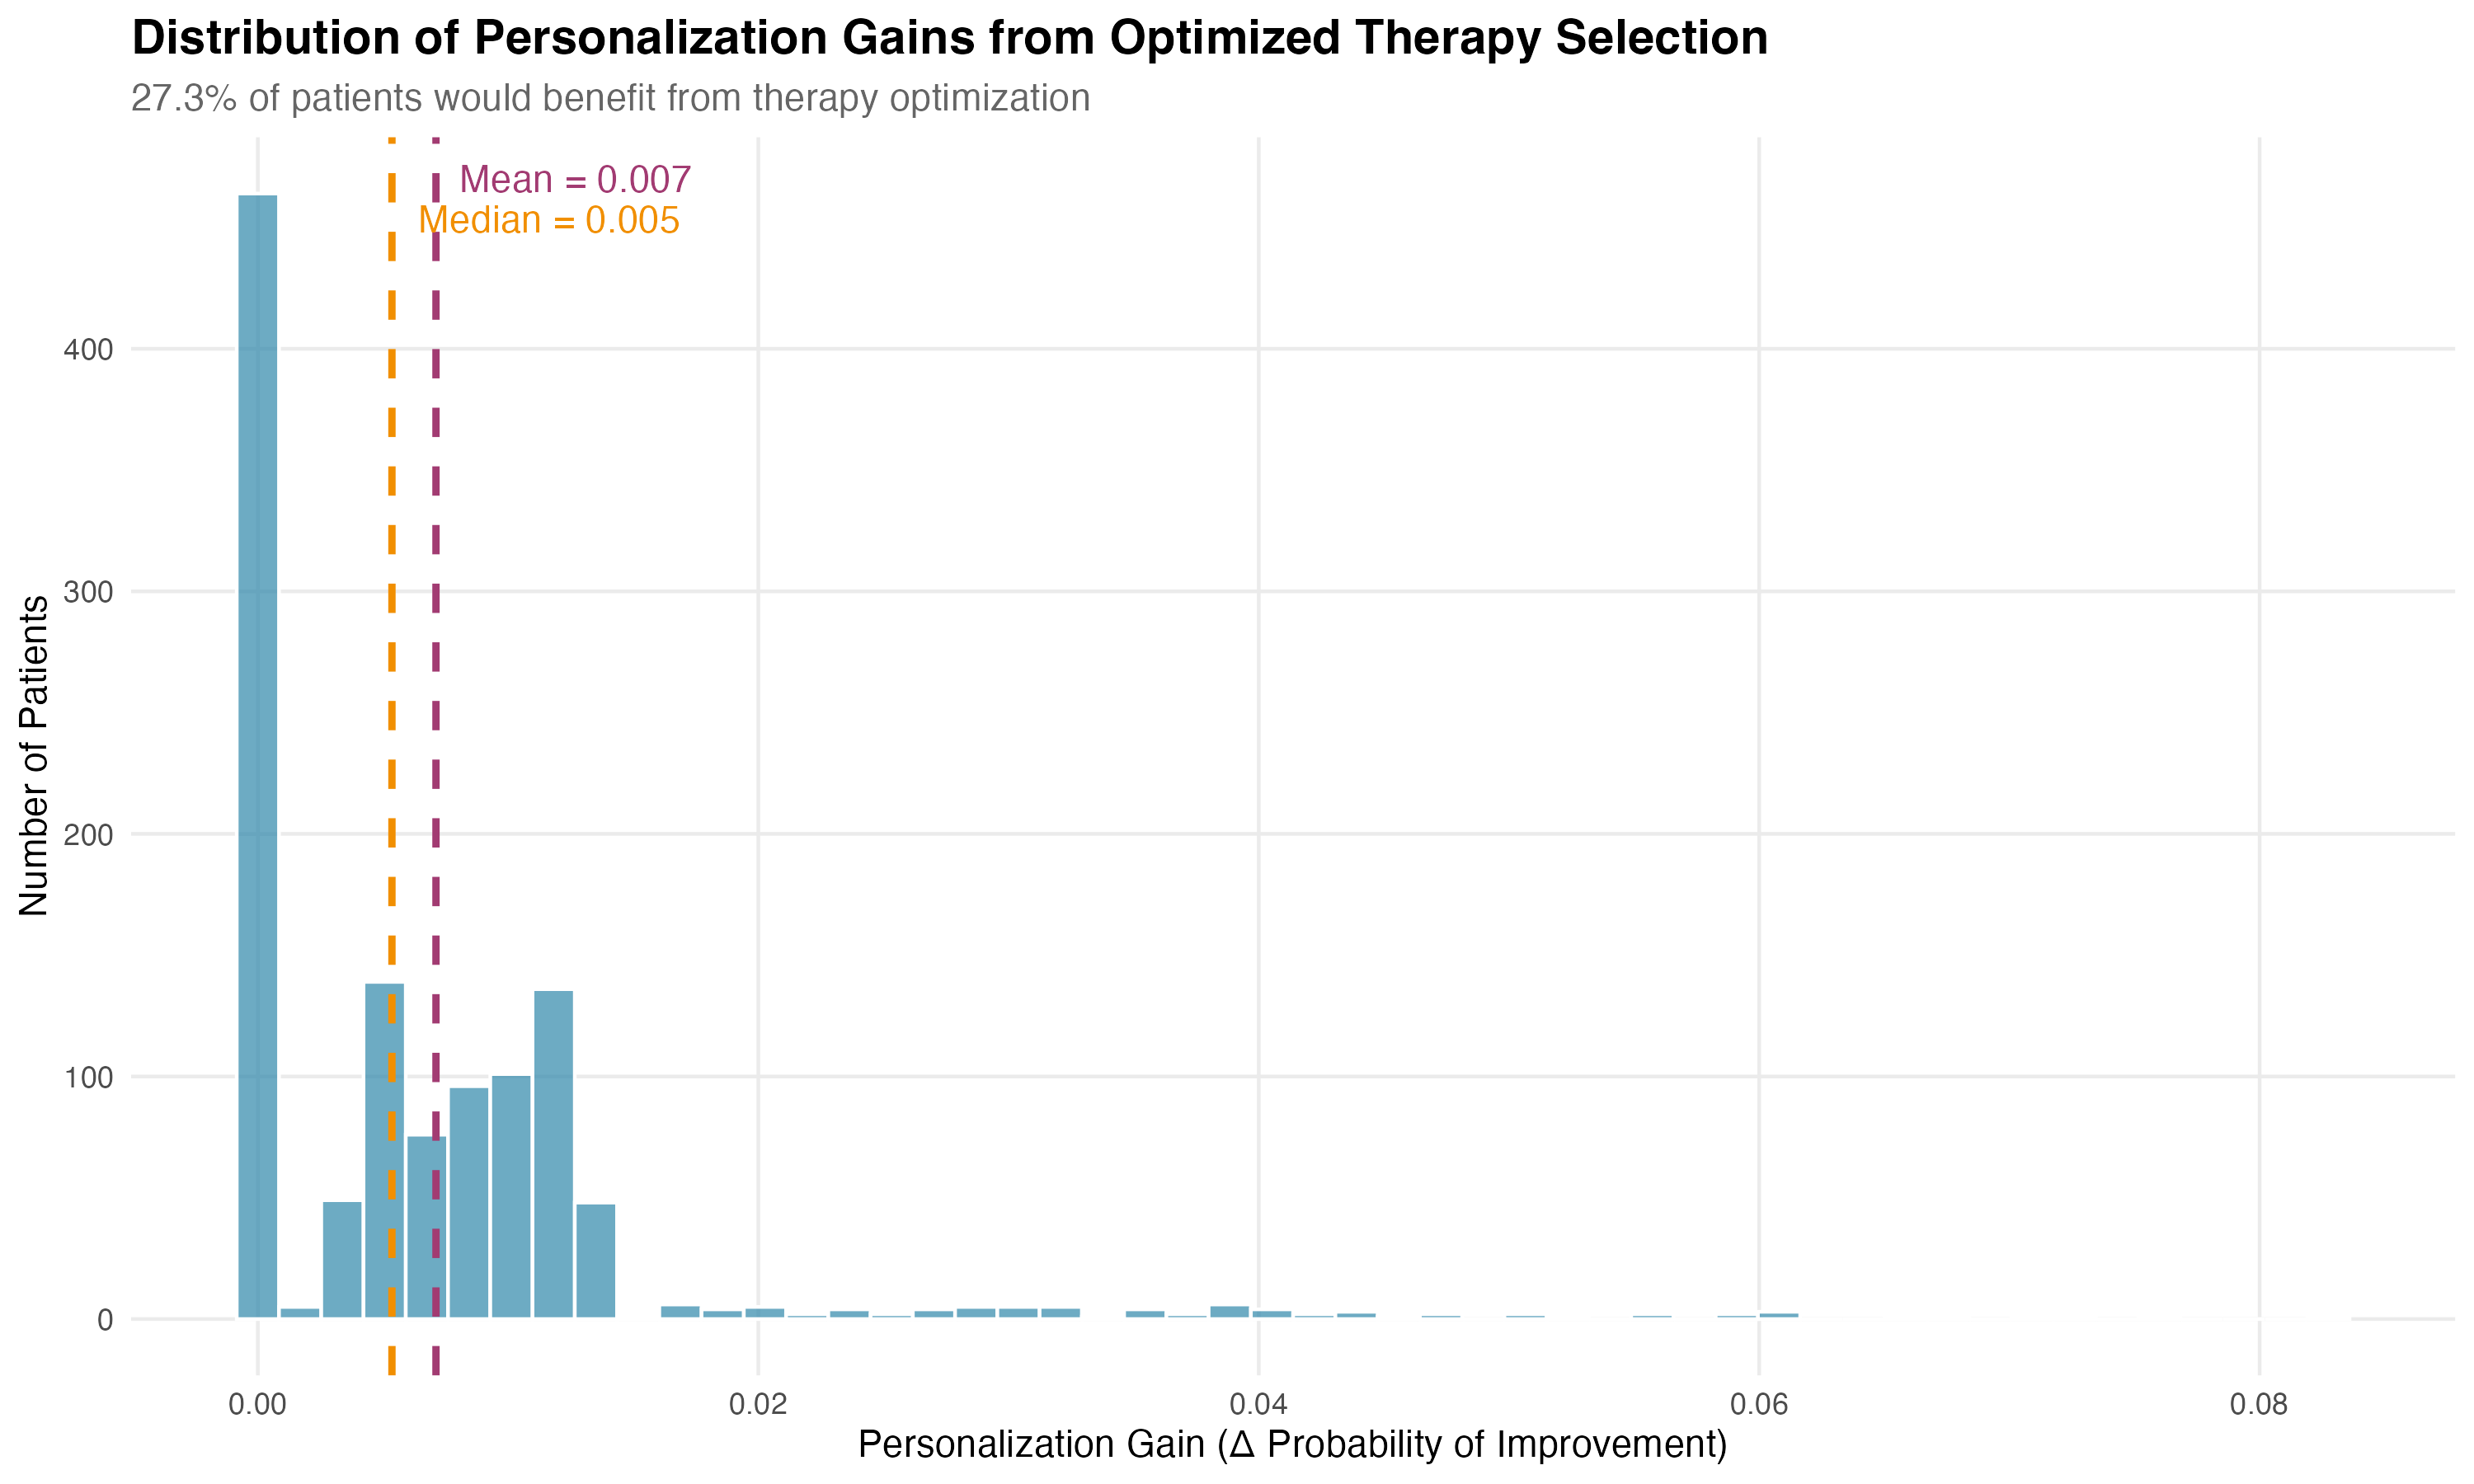 Distribution of Personalization Gains from Optimized Therapy Selection
27.3% of patients would benefit from therapy optimization
Mean = 0.007
Median = 0.005
Number of Patients
400
300
200
100
0
0.00 0.02 0.04 0.06 0.08
Personalization Gain (Δ Probability of Improvement)